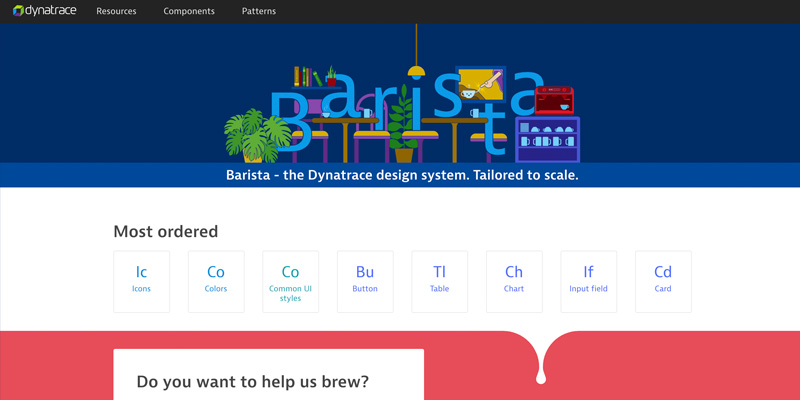 dynatrace Resources Components Patterns
Barista
Barista - the Dynatrace design system. Tailored to scale.
Most ordered
Ic Co Co Bu Tl Ch If Cd
Icons Colors Common UI styles Button Table Chart Input field Card
Do you want to help us brew?